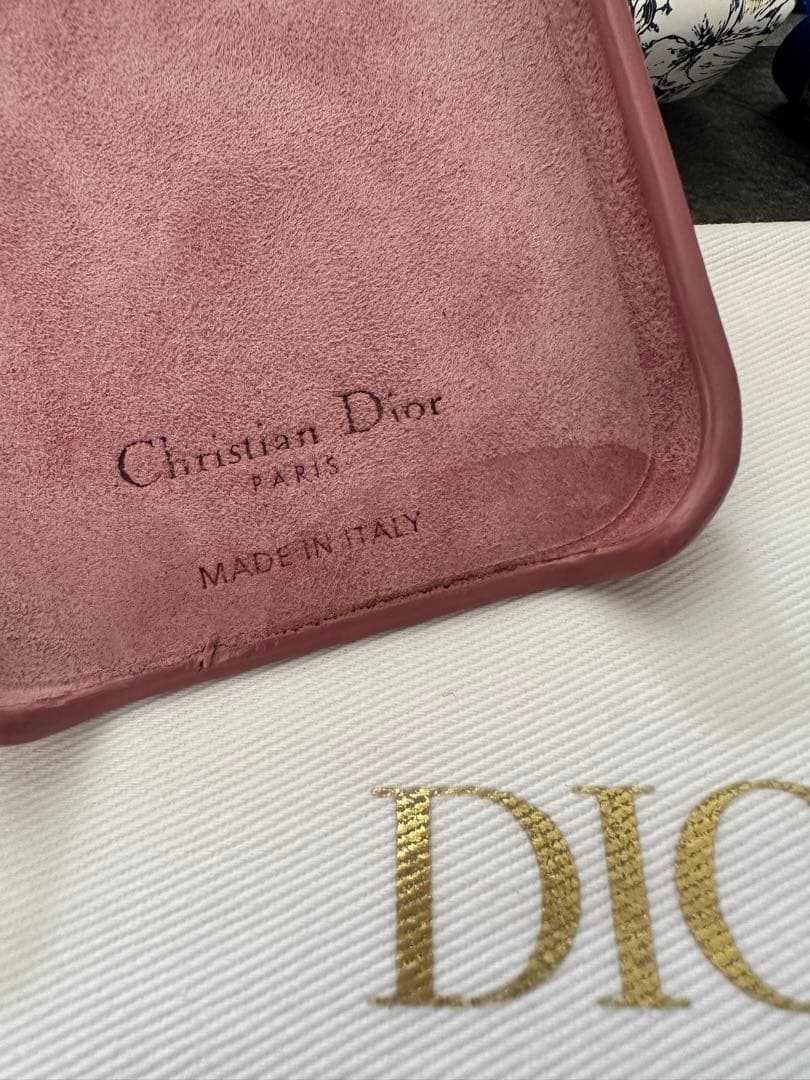 Christian Dior
PARIS
MADE IN ITALY
DIO